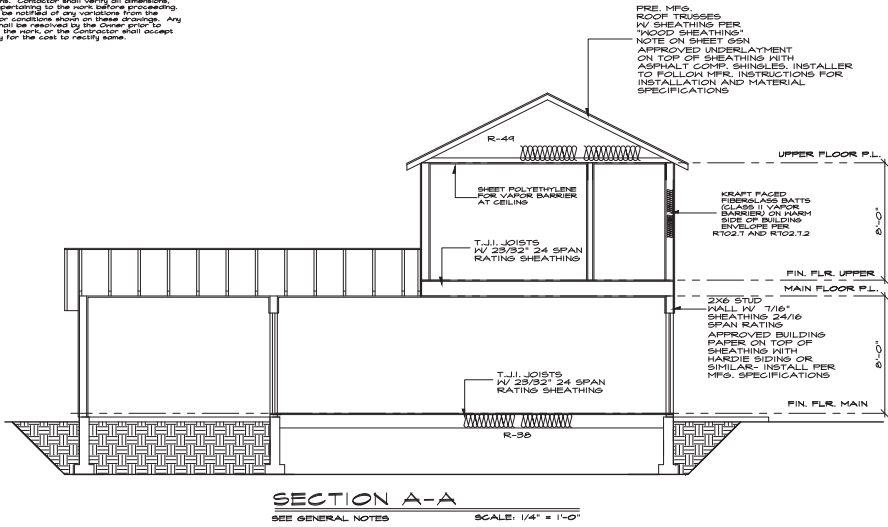 ns. Contractor shall verify all dimensions,
pertaining to the work before proceeding.
be notified of any variations from the
or conditions shown on these drawings. Any
hall be resolved by the Owner prior to
the work, or the Contractor shall accept
y for the cost to rectify same.
PRE. MFG.
ROOF TRUSSES
W/ SHEATHING PER
"WOOD SHEATHING"
NOTE ON SHEET GSN
APPROVED UNDERLAYMENT
ON TOP OF SHEATHING WITH
ASPHALT COMP. SHINGLES. INSTALLER
TO FOLLOW MFR. INSTRUCTIONS FOR
INSTALLATION AND MATERIAL
SPECIFICATIONS
R-49
UPPER FLOOR P.L.
SHEET POLYETHYLENE
FOR VAPOR BARRIER
AT CEILING
KRAFT FACED
FIBERGLASS BATTS
(CLASS II VAPOR
BARRIER) ON WARM
SIDE OF BUILDING
ENVELOPE PER
R702.7 AND R702.7.2
8'-0"
T.J.I. JOISTS
W/ 23/32" 24 SPAN
RATING SHEATHING
FIN. FLR. UPPER
MAIN FLOOR P.L.
2X6 STUD
WALL W/ 7/16"
SHEATHING 24/16
SPAN RATING
APPROVED BUILDING
PAPER ON TOP OF
SHEATHING WITH
HARDIE SIDING OR
SIMILAR- INSTALL PER
MFG. SPECIFICATIONS
8'-0"
T.J.I. JOISTS
W/ 23/32" 24 SPAN
RATING SHEATHING
FIN. FLR. MAIN
R-38
SECTION A-A
SEE GENERAL NOTES SCALE: 1/4" = 1'-0"